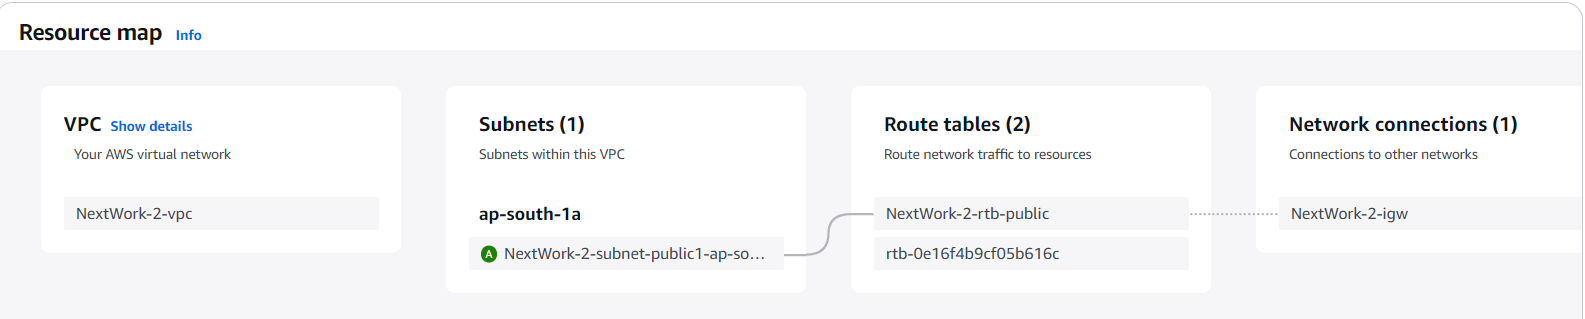 Resource map Info
VPC Show details
Your AWS virtual network
NextWork-2-vpc
Subnets (1)
Subnets within this VPC
ap-south-1a
A NextWork-2-subnet-public1-ap-so...
Route tables (2)
Route network traffic to resources
NextWork-2-rtb-public
rtb-0e16f4b9cf05b616c
Network connections (1)
Connections to other networks
NextWork-2-igw